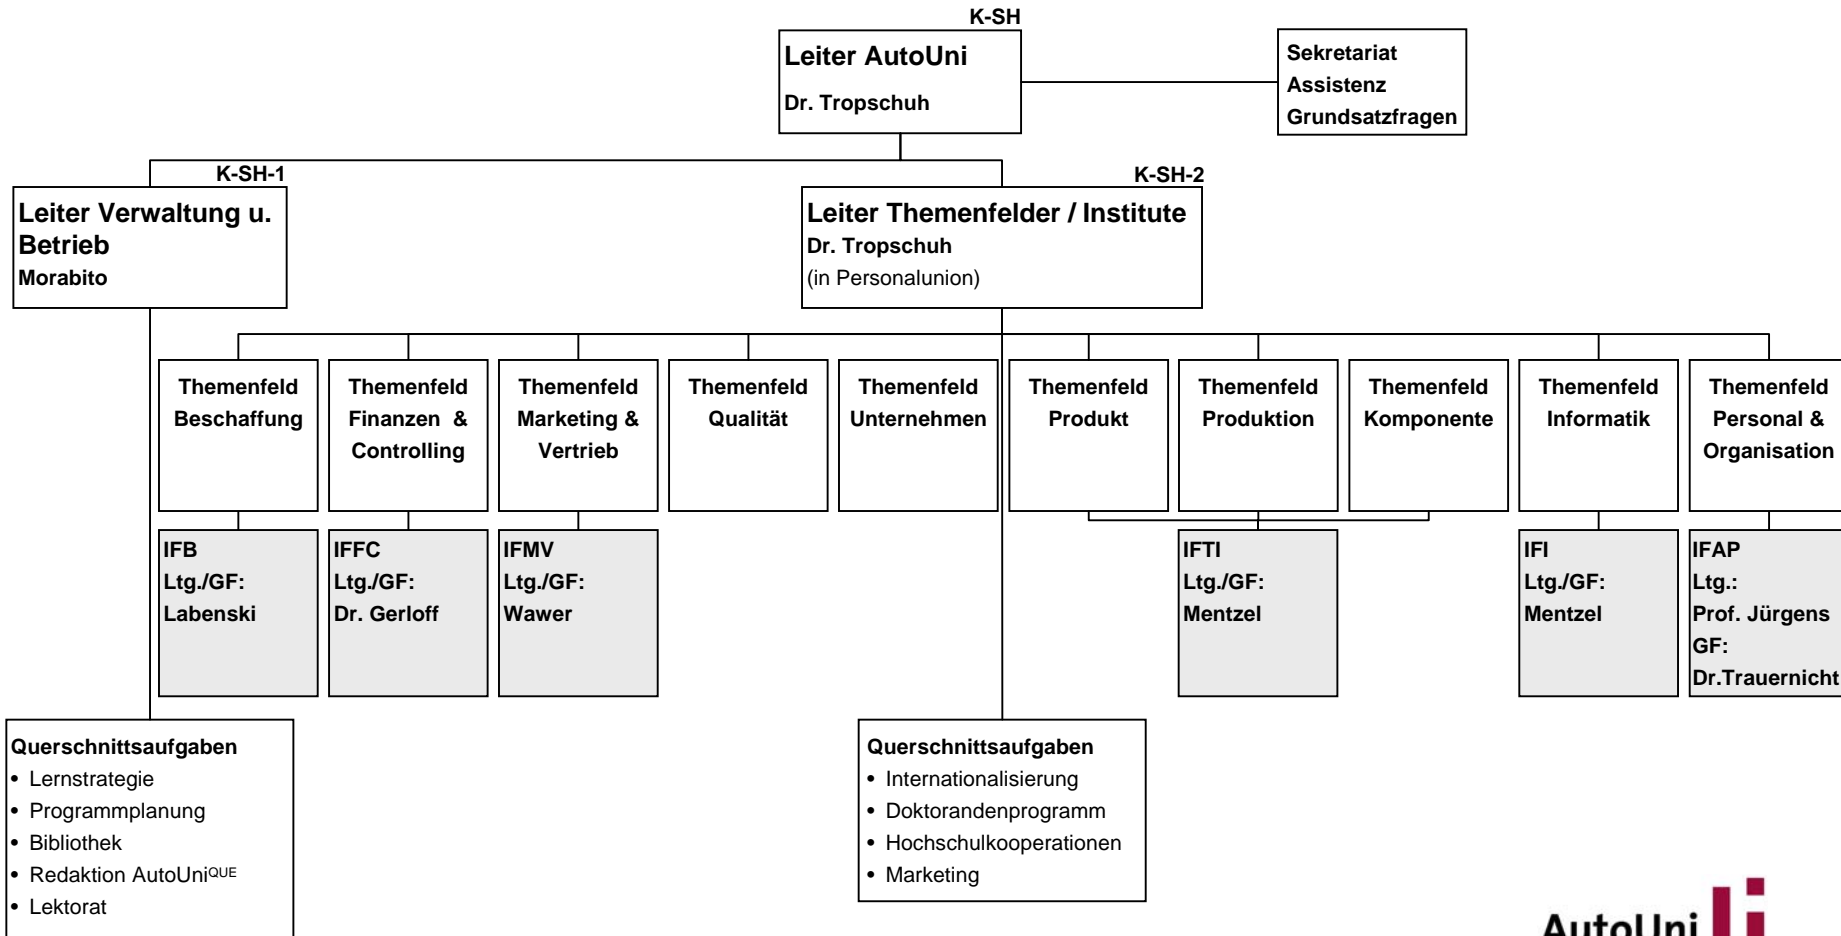 K-SH
Leiter AutoUni
Dr. Tropschuh
Sekretariat
Assistenz
Grundsatzfragen
K-SH-1
Leiter Verwaltung u.
Betrieb
Morabito
K-SH-2
Leiter Themenfelder / Institute
Dr. Tropschuh
(in Personalunion)
Themenfeld
Beschaffung
Themenfeld
Finanzen &
Controlling
Themenfeld
Marketing &
Vertrieb
Themenfeld
Qualität
Themenfeld
Unternehmen
Themenfeld
Produkt
Themenfeld
Produktion
Themenfeld
Komponente
Themenfeld
Informatik
Themenfeld
Personal &
Organisation
IFB
Ltg./GF:
Labenski
IFFC
Ltg./GF:
Dr. Gerloff
IFMV
Ltg./GF:
Wawer
IFTI
Ltg./GF:
Mentzel
IFI
Ltg./GF:
Mentzel
IFAP
Ltg.:
Prof. Jürgens
GF:
Dr.Trauernicht
Querschnittsaufgaben
• Lernstrategie
• Programmplanung
• Bibliothek
• Redaktion AutoUniQUE
• Lektorat
Querschnittsaufgaben
• Internationalisierung
• Doktorandenprogramm
• Hochschulkooperationen
• Marketing
AutoUni